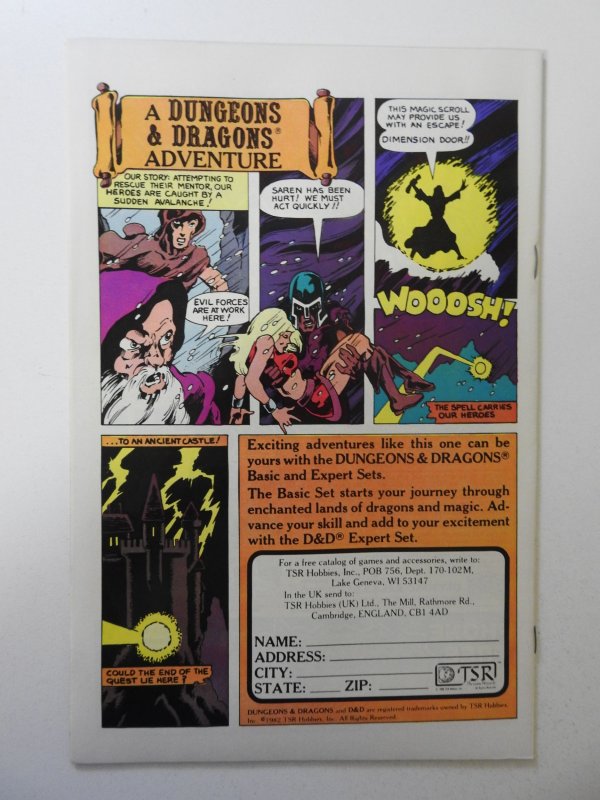 A DUNGEONS
& DRAGONS®
ADVENTURE
OUR STORY: ATTEMPTING TO
RESCUE THEIR MENTOR, OUR
HEROES ARE CAUGHT BY A
SUDDEN AVALANCHE!
EVIL FORCES
ARE AT WORK
HERE!
SAREN HAS BEEN
HURT! WE MUST
ACT QUICKLY!!
THIS MAGIC SCROLL
MAY PROVIDE US
WITH AN ESCAPE!
DIMENSION DOOR!!
WOOOSH!
THE SPELL CARRIES
OUR HEROES
...TO AN ANCIENT CASTLE!
COULD THE END OF THE
QUEST LIE HERE?
Exciting adventures like this one can be
yours with the DUNGEONS & DRAGONS®
Basic and Expert Sets.
The Basic Set starts your journey through
enchanted lands of dragons and magic. Ad-
vance your skill and add to your excitement
with the D&D® Expert Set.
For a free catalog of games and accessories, write to:
TSR Hobbies, Inc., POB 756, Dept. 170-102M,
Lake Geneva, WI 53147
In the UK send to:
TSR Hobbies (UK) Ltd., The Mill, Rathmore Rd.,
Cambridge, ENGLAND, CB1 4AD
NAME:
ADDRESS:
CITY:
STATE: ZIP:
TSR
DUNGEONS & DRAGONS and D&D are registered trademarks owned by TSR Hobbies,
Inc. ©1982 TSR Hobbies, Inc. All Rights Reserved.